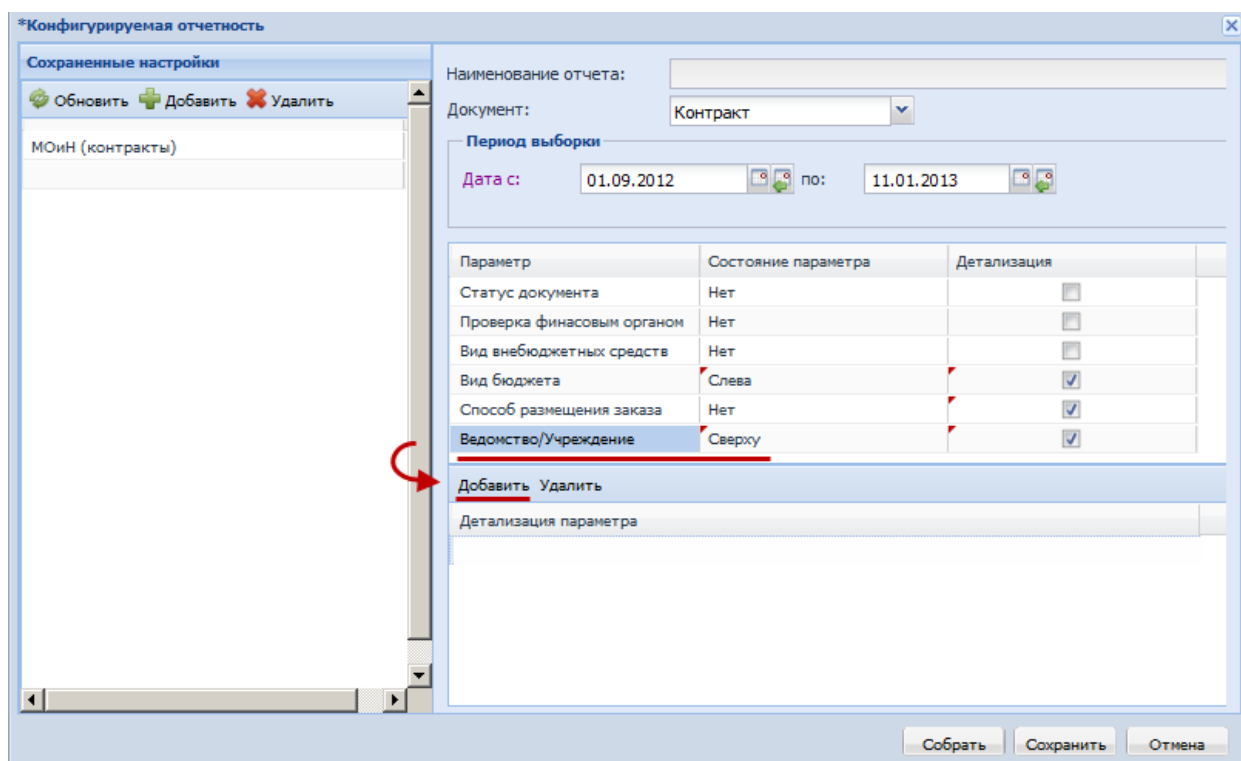 *Конфигурируемая отчетность
Сохраненные настройки
Обновить Добавить Удалить
МОиН (контракты)
Наименование отчета:
Документ: Контракт
Период выборки
Дата с: 01.09.2012 по: 11.01.2013
Параметр Состояние параметра Детализация
Статус документа Нет
Проверка финасовым органом Нет
Вид внебюджетных средств Нет
Вид бюджета Слева
Способ размещения заказа Нет
Ведомство/Учреждение Сверху
Добавить Удалить
Детализация параметра
Собрать Сохранить Отмена